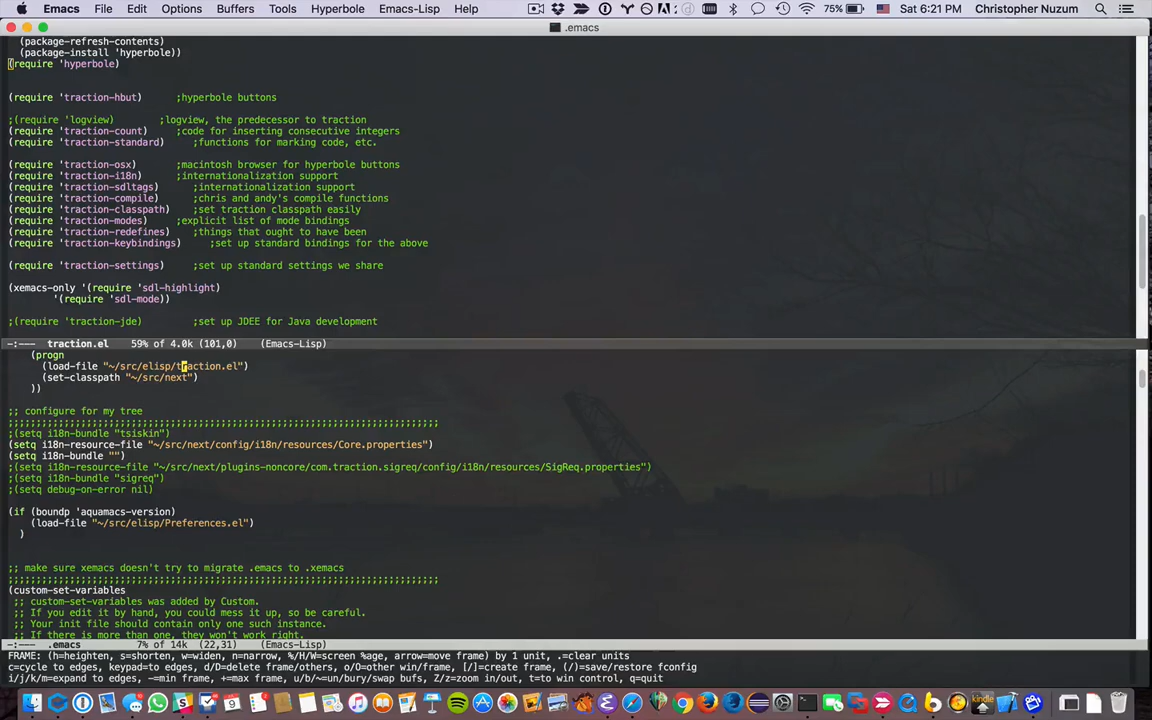 Emacs File Edit Options Buffers Tools Hyperbole Emacs-Lisp Help 75% Sat 6:21 PM Christopher Nuzum
.emacs
(package-refresh-contents)
(package-install 'hyperbole))
(require 'hyperbole)
(require 'traction-hbut) ;hyperbole buttons
;(require 'logview) ;logview, the predecessor to traction
(require 'traction-count) ;code for inserting consecutive integers
(require 'traction-standard) ;functions for marking code, etc.
(require 'traction-osx) ;macintosh browser for hyperbole buttons
(require 'traction-i18n) ;internationalization support
(require 'traction-sdltags) ;internationalization support
(require 'traction-compile) ;chris and andy's compile functions
(require 'traction-classpath) ;set traction classpath easily
(require 'traction-modes) ;explicit list of mode bindings
(require 'traction-redefines) ;things that ought to have been
(require 'traction-keybindings) ;set up standard bindings for the above
(require 'traction-settings) ;set up standard settings we share
(xemacs-only '(require 'sdl-highlight)
'(require 'sdl-mode))
;(require 'traction-jde) ;set up JDEE for Java development
-:--- traction.el 59% of 4.0k (101,0) (Emacs-Lisp)
(progn
(load-file "~/src/elisp/traction.el")
(set-classpath "~/src/next")
))
;; configure for my tree
;;;;;;;;;;;;;;;;;;;;;;;;;;;;;;;;;;;;;;;;;;;;;;;;;;;;;;;;;;;;;;;;;;;;;;;;;;;;;
;(setq i18n-bundle "tsiskin")
(setq i18n-resource-file "~/src/next/config/i18n/resources/Core.properties")
(setq i18n-bundle "")
;(setq i18n-resource-file "~/src/next/plugins-noncore/com.traction.sigreq/config/i18n/resources/SigReq.properties")
;(setq i18n-bundle "sigreq")
;(setq debug-on-error nil)
(if (boundp 'aquamacs-version)
(load-file "~/src/elisp/Preferences.el")
)
;; make sure xemacs doesn't try to migrate .emacs to .xemacs
;;;;;;;;;;;;;;;;;;;;;;;;;;;;;;;;;;;;;;;;;;;;;;;;;;;;;;;;;;;;;;;;;;;;;;;;;;;;;
(custom-set-variables
;; custom-set-variables was added by Custom.
;; If you edit it by hand, you could mess it up, so be careful.
;; Your init file should contain only one such instance.
;; If there is more than one, they won't work right.
-:--- .emacs 7% of 14k (22,31) (Emacs-Lisp)
FRAME: (h=heighten, s=shorten, w=widen, n=narrow, %/H/W=screen %age, arrow=move frame) by 1 unit, .=clear units
c=cycle to edges, keypad=to edges, d/D=delete frame/others, o/O=other win/frame, [/]=create frame, (/)=save/restore fconfig
i/j/k/m=expand to edges, -=min frame, +=max frame, u/b/~=un/bury/swap bufs, Z/z=zoom in/out, t=to win control, q=quit